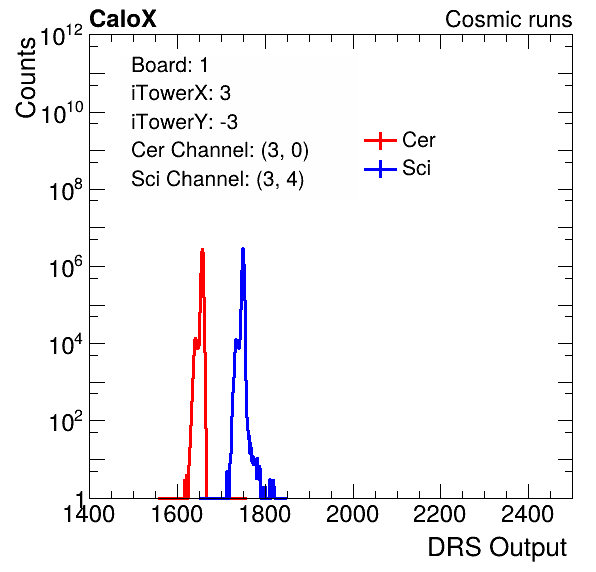 CaloX Cosmic runs
Counts
10^12
10^10
10^8
10^6
10^4
10^2
1
Board: 1
iTowerX: 3
iTowerY: -3
Cer Channel: (3, 0)
Sci Channel: (3, 4)
Cer
Sci
1400 1600 1800 2000 2200 2400
DRS Output